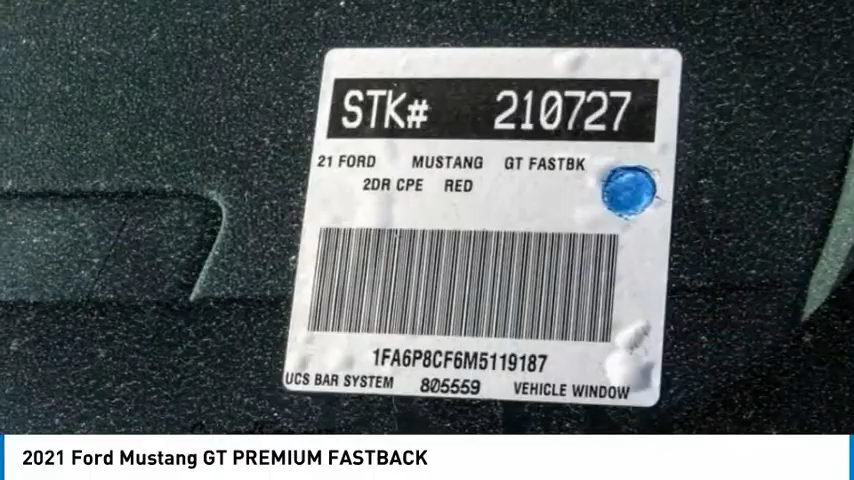 STK# 210727
21 FORD MUSTANG GT FASTBK
2DR CPE RED
1FA6P8CF6M5119187
UCS BAR SYSTEM 805559 VEHICLE WINDOW
2021 Ford Mustang GT PREMIUM FASTBACK